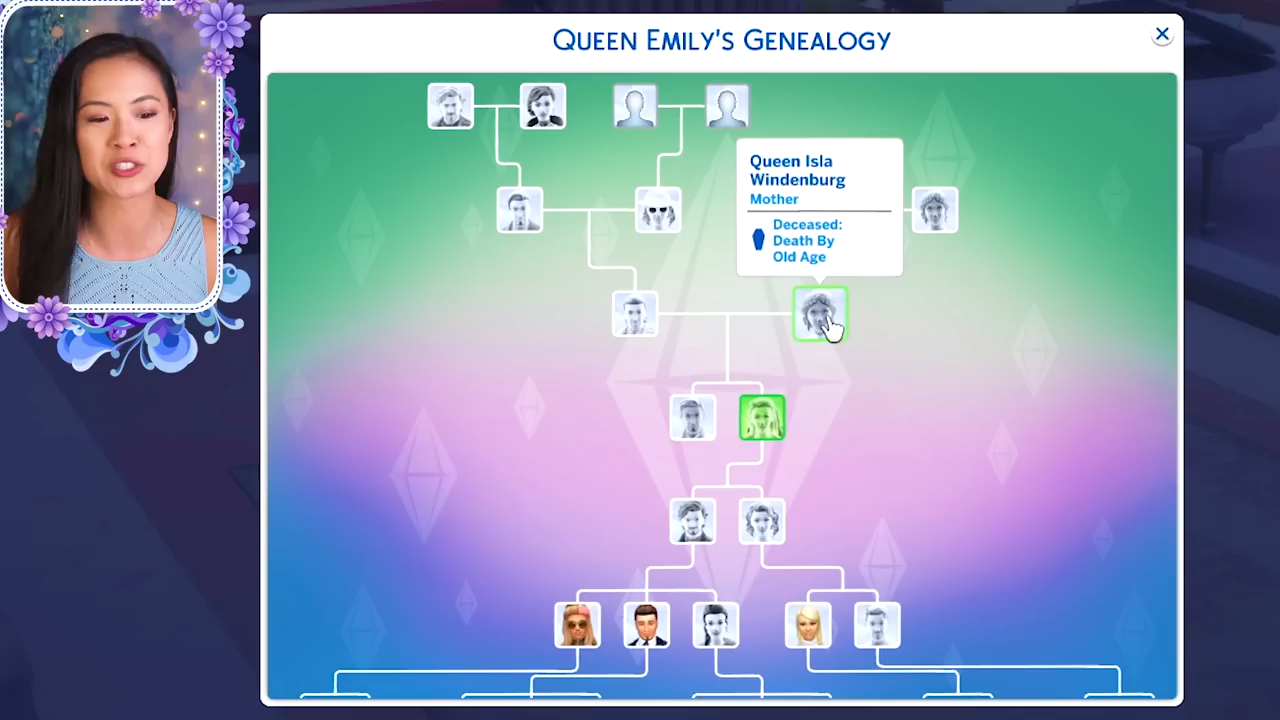 QUEEN EMILY'S GENEALOGY
Queen Isla
Windenburg
Mother
Deceased:
Death By
Old Age